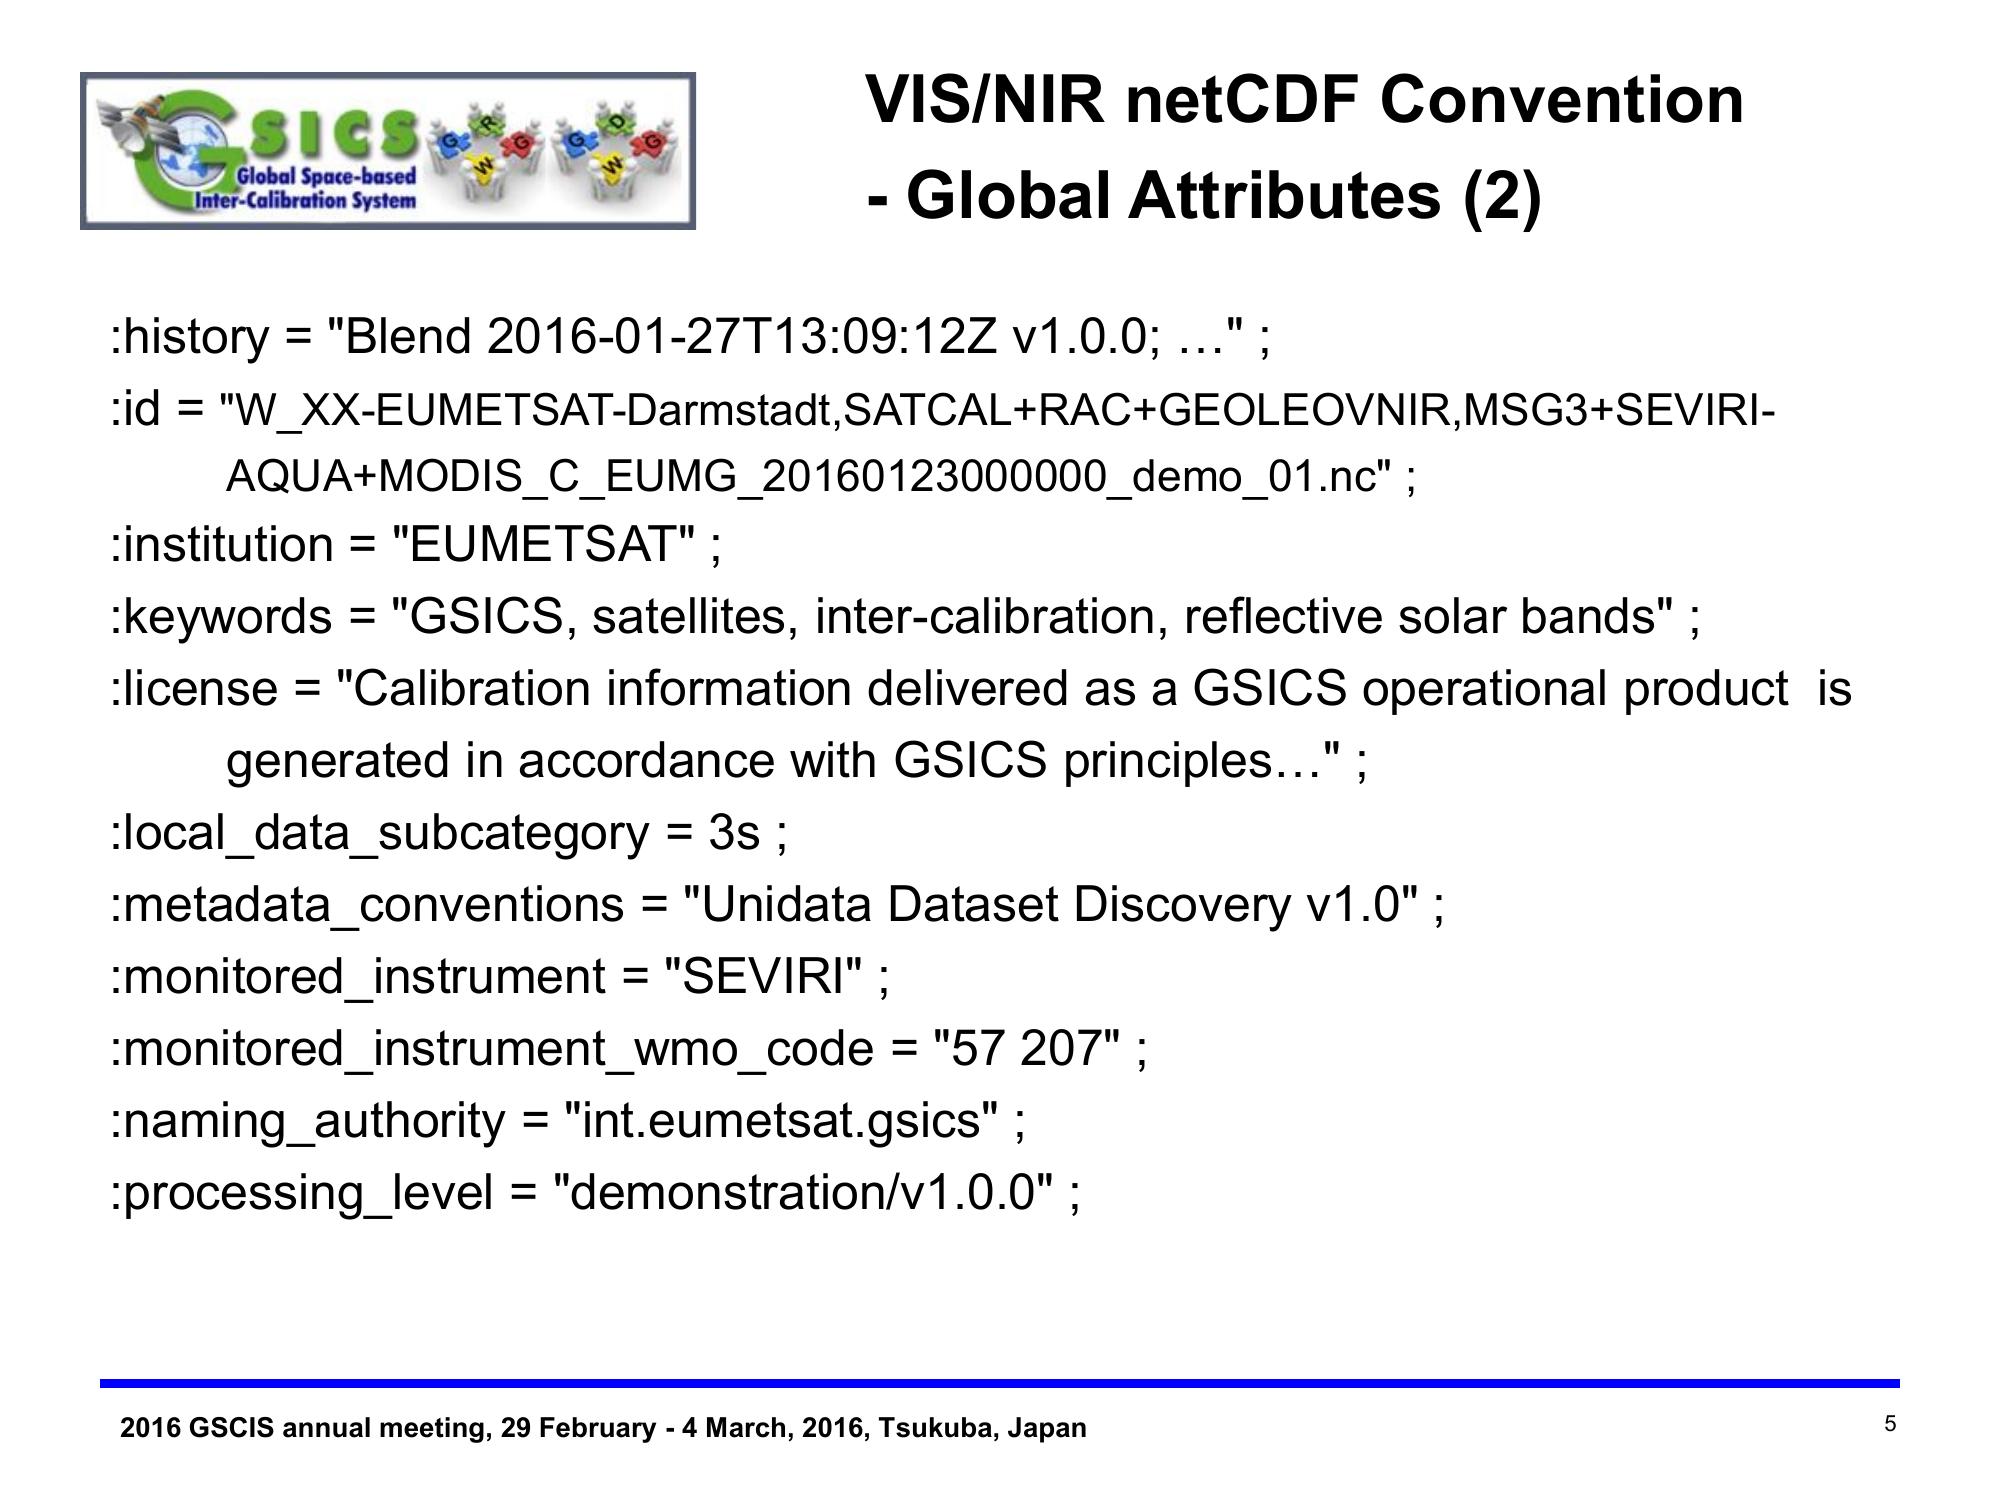 GSICS
Global Space-based
Inter-Calibration System
G R W G
G D W G
VIS/NIR netCDF Convention
- Global Attributes (2)
:history = "Blend 2016-01-27T13:09:12Z v1.0.0; …" ;
:id = "W_XX-EUMETSAT-Darmstadt,SATCAL+RAC+GEOLEOVNIR,MSG3+SEVIRI-
AQUA+MODIS_C_EUMG_20160123000000_demo_01.nc" ;
:institution = "EUMETSAT" ;
:keywords = "GSICS, satellites, inter-calibration, reflective solar bands" ;
:license = "Calibration information delivered as a GSICS operational product  is
generated in accordance with GSICS principles…" ;
:local_data_subcategory = 3s ;
:metadata_conventions = "Unidata Dataset Discovery v1.0" ;
:monitored_instrument = "SEVIRI" ;
:monitored_instrument_wmo_code = "57 207" ;
:naming_authority = "int.eumetsat.gsics" ;
:processing_level = "demonstration/v1.0.0" ;
2016 GSCIS annual meeting, 29 February - 4 March, 2016, Tsukuba, Japan
5